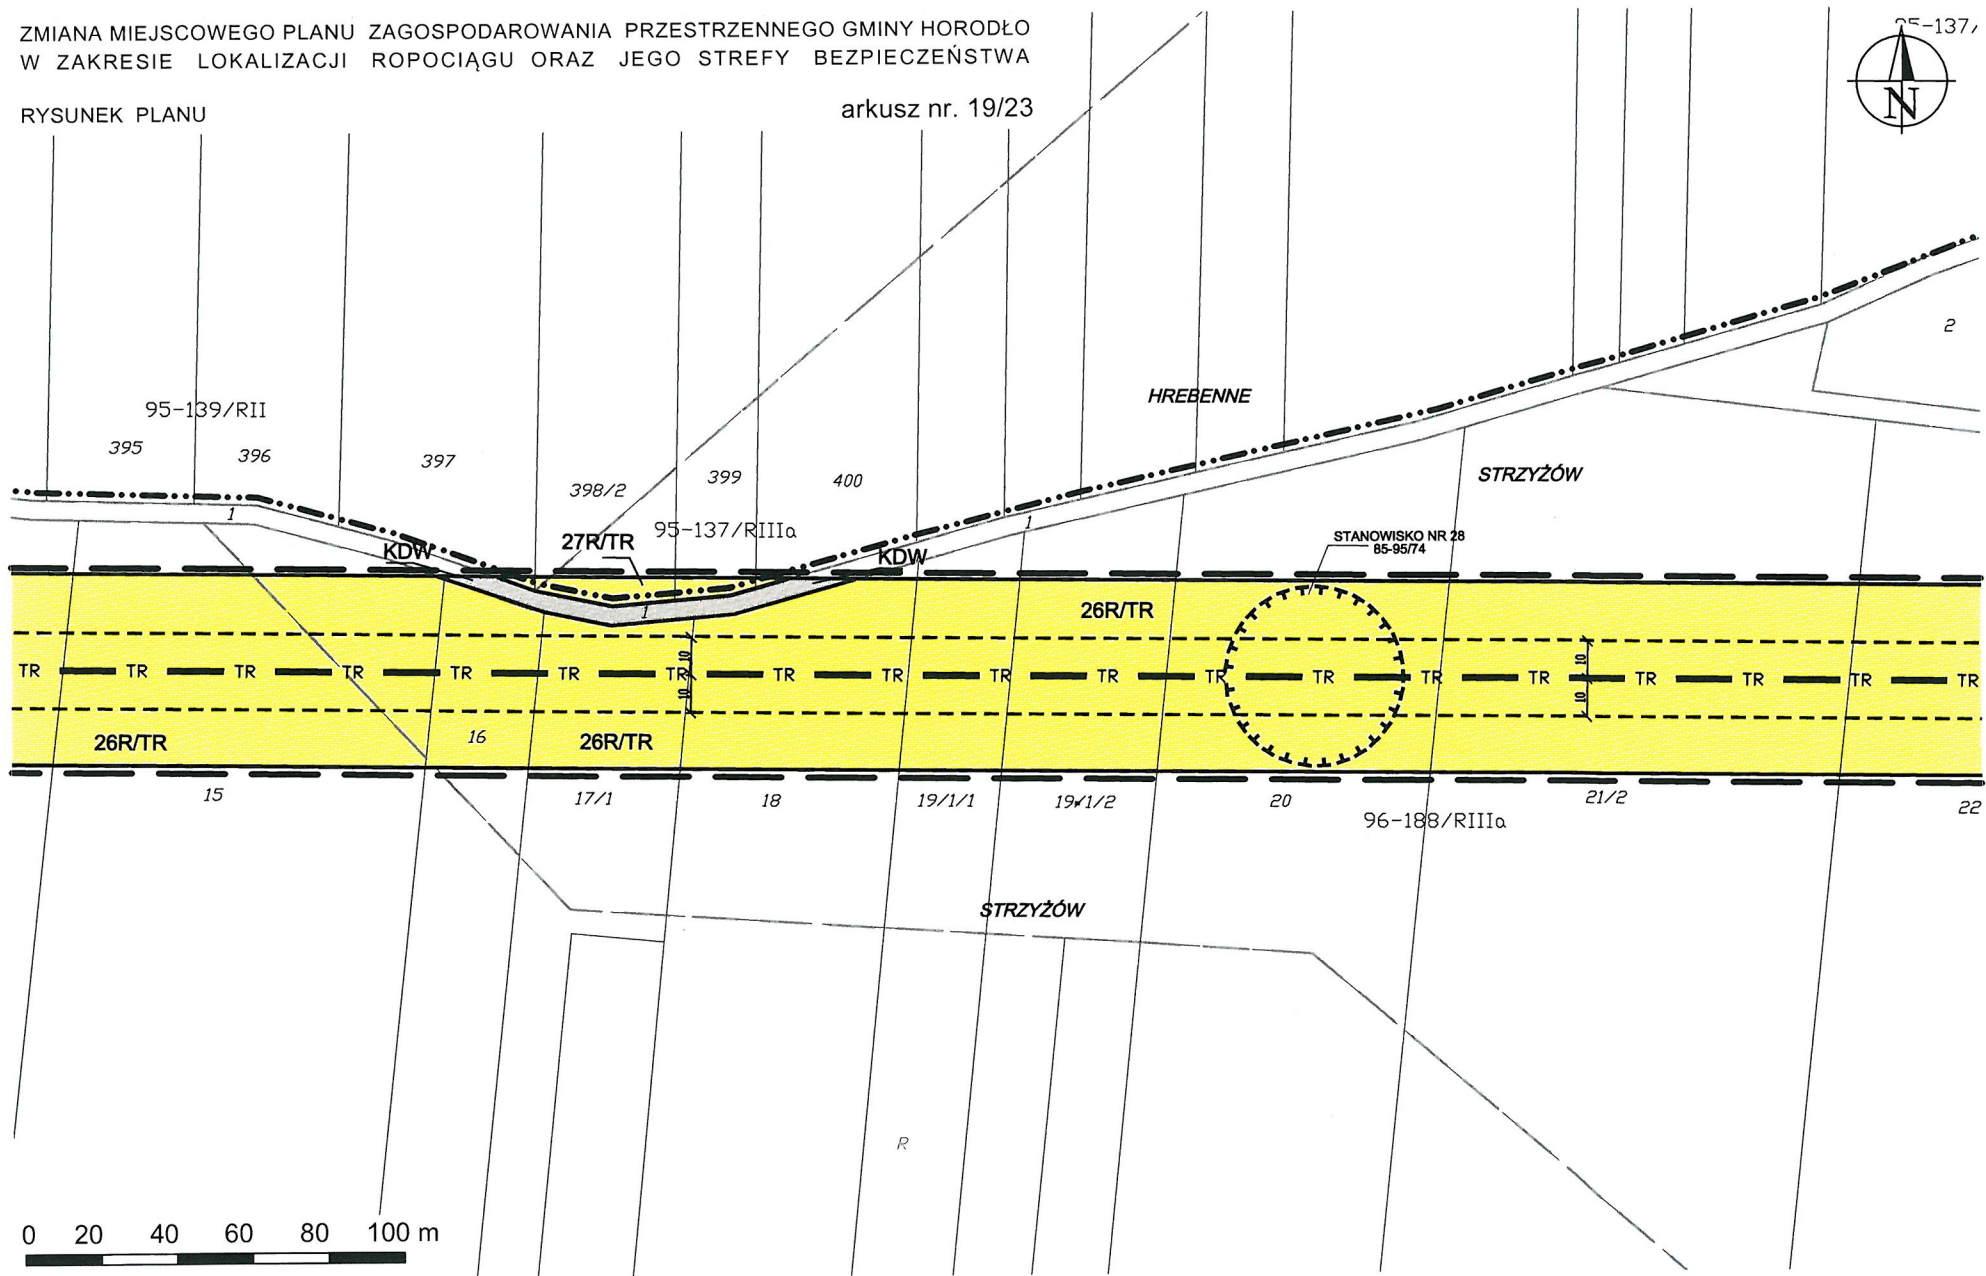 ZMIANA MIEJSCOWEGO PLANU ZAGOSPODAROWANIA PRZESTRZENNEGO GMINY HORODŁO
W ZAKRESIE LOKALIZACJI ROPOCIĄGU ORAZ JEGO STREFY BEZPIECZEŃSTWA
RYSUNEK PLANU
arkusz nr. 19/23
N
2
HREBENNE
95-139/RII
395
396
397
398/2
399
400
STRZYŻÓW
1
1
95-137/RIIIa
27R/TR
KDW
KDW
STANOWISKO NR 28
85-95/74
1
26R/TR
10
10
10
10
TR TR TR TR TR TR TR TR TR TR TR TR TR TR TR TR TR TR TR
26R/TR
16
26R/TR
15
17/1
18
19/1/1
19/1/2
20
21/2
22
96-188/RIIIa
STRZYŻÓW
R
0 20 40 60 80 100 m